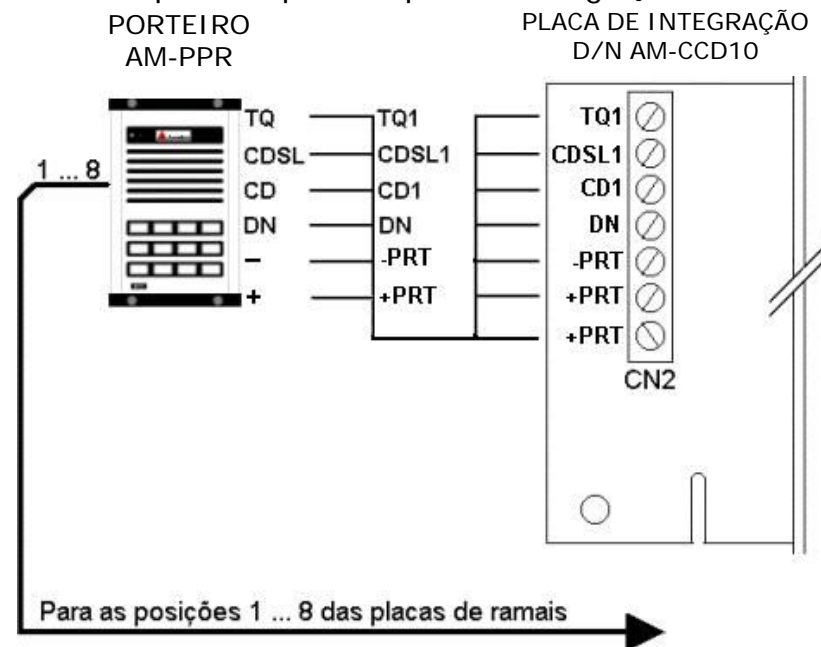 PORTEIRO
AM-PPR
PLACA DE INTEGRAÇÃO
D/N AM-CCD10
1 ... 8
TQ
CDSL
CD
DN
–
+
TQ1
CDSL1
CD1
DN
-PRT
+PRT
TQ1
CDSL1
CD1
DN
-PRT
+PRT
+PRT
CN2
Para as posições 1 ... 8 das placas de ramais